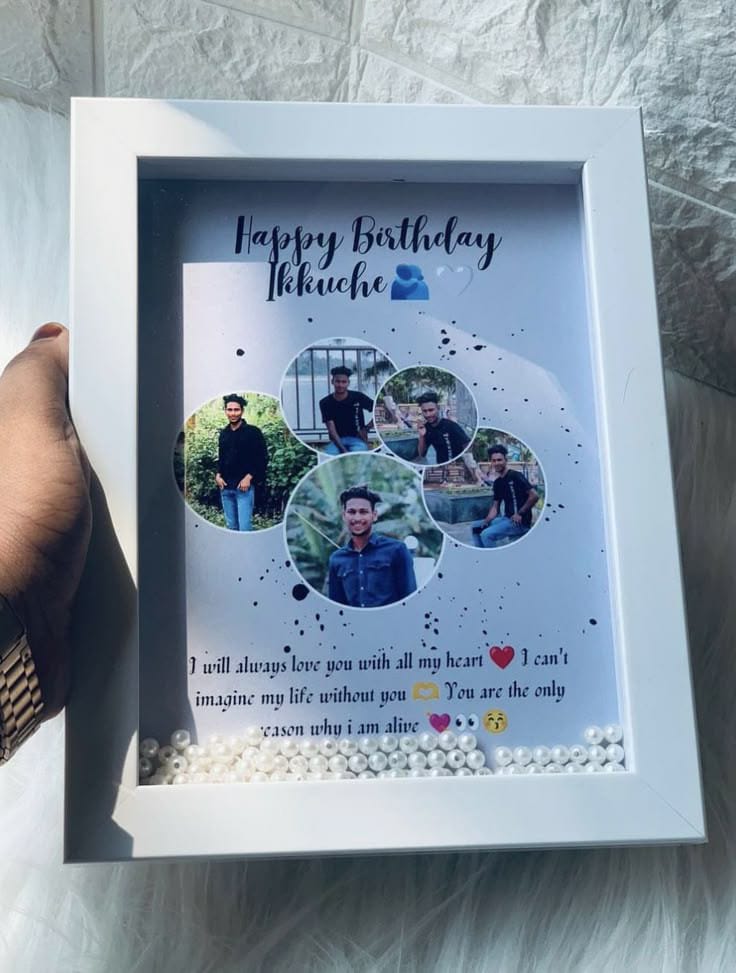 Happy Birthday
Ikkuche 🫂 🤍
I will always love you with all my heart ❤️ I can't
imagine my life without you 🫶 You are the only
eason why i am alive 💘👀😚